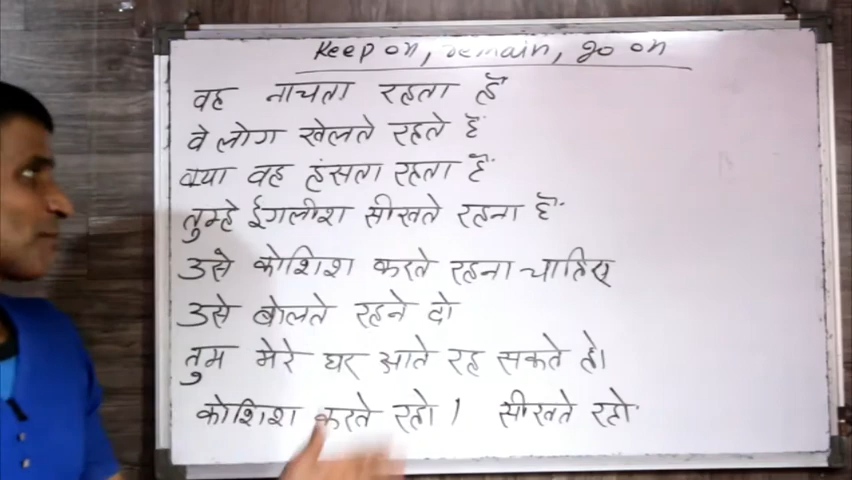 Keep on, remain, go on
वह नाचता रहता है
वे लोग खेलते रहते हैं
क्या वह हंसता रहता है
तुम्हे ईगलीश सीखते रहना है
उसे कोशिश करते रहना चाहिए
उसे बोलते रहने दो
तुम मेरे घर आते रह सकते हो।
कोशिश करते रहो। सीखते रहो